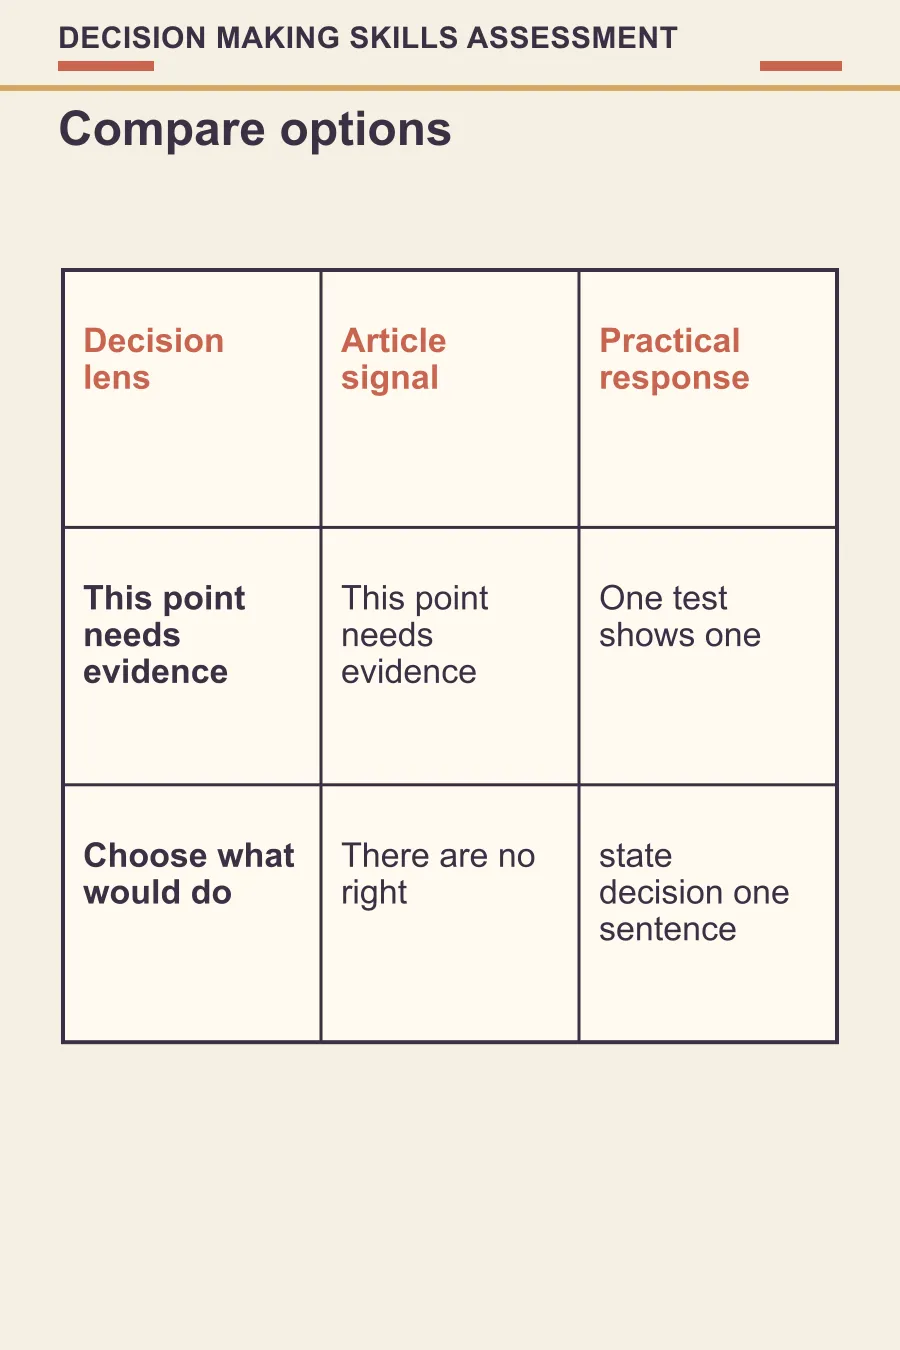 DECISION MAKING SKILLS ASSESSMENT
Compare options
Decision
lens
Article
signal
Practical
response
This point
needs
evidence
This point
needs
evidence
One test
shows one
Choose what
would do
There are no
right
state
decision one
sentence